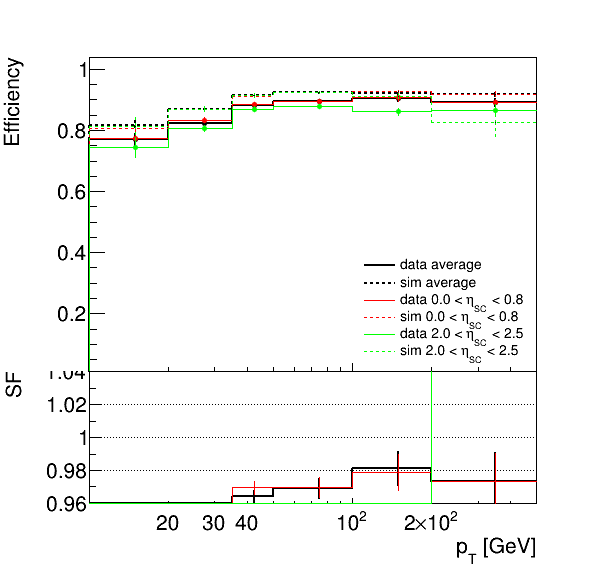 Efficiency
1
0.8
0.6
0.4
0.2
data average
sim average
data 0.0 < η_SC < 0.8
sim 0.0 < η_SC < 0.8
data 2.0 < η_SC < 2.5
sim 2.0 < η_SC < 2.5
SF
1.04
1.02
1
0.98
0.96
20 30 40 10² 2×10²
p_T [GeV]